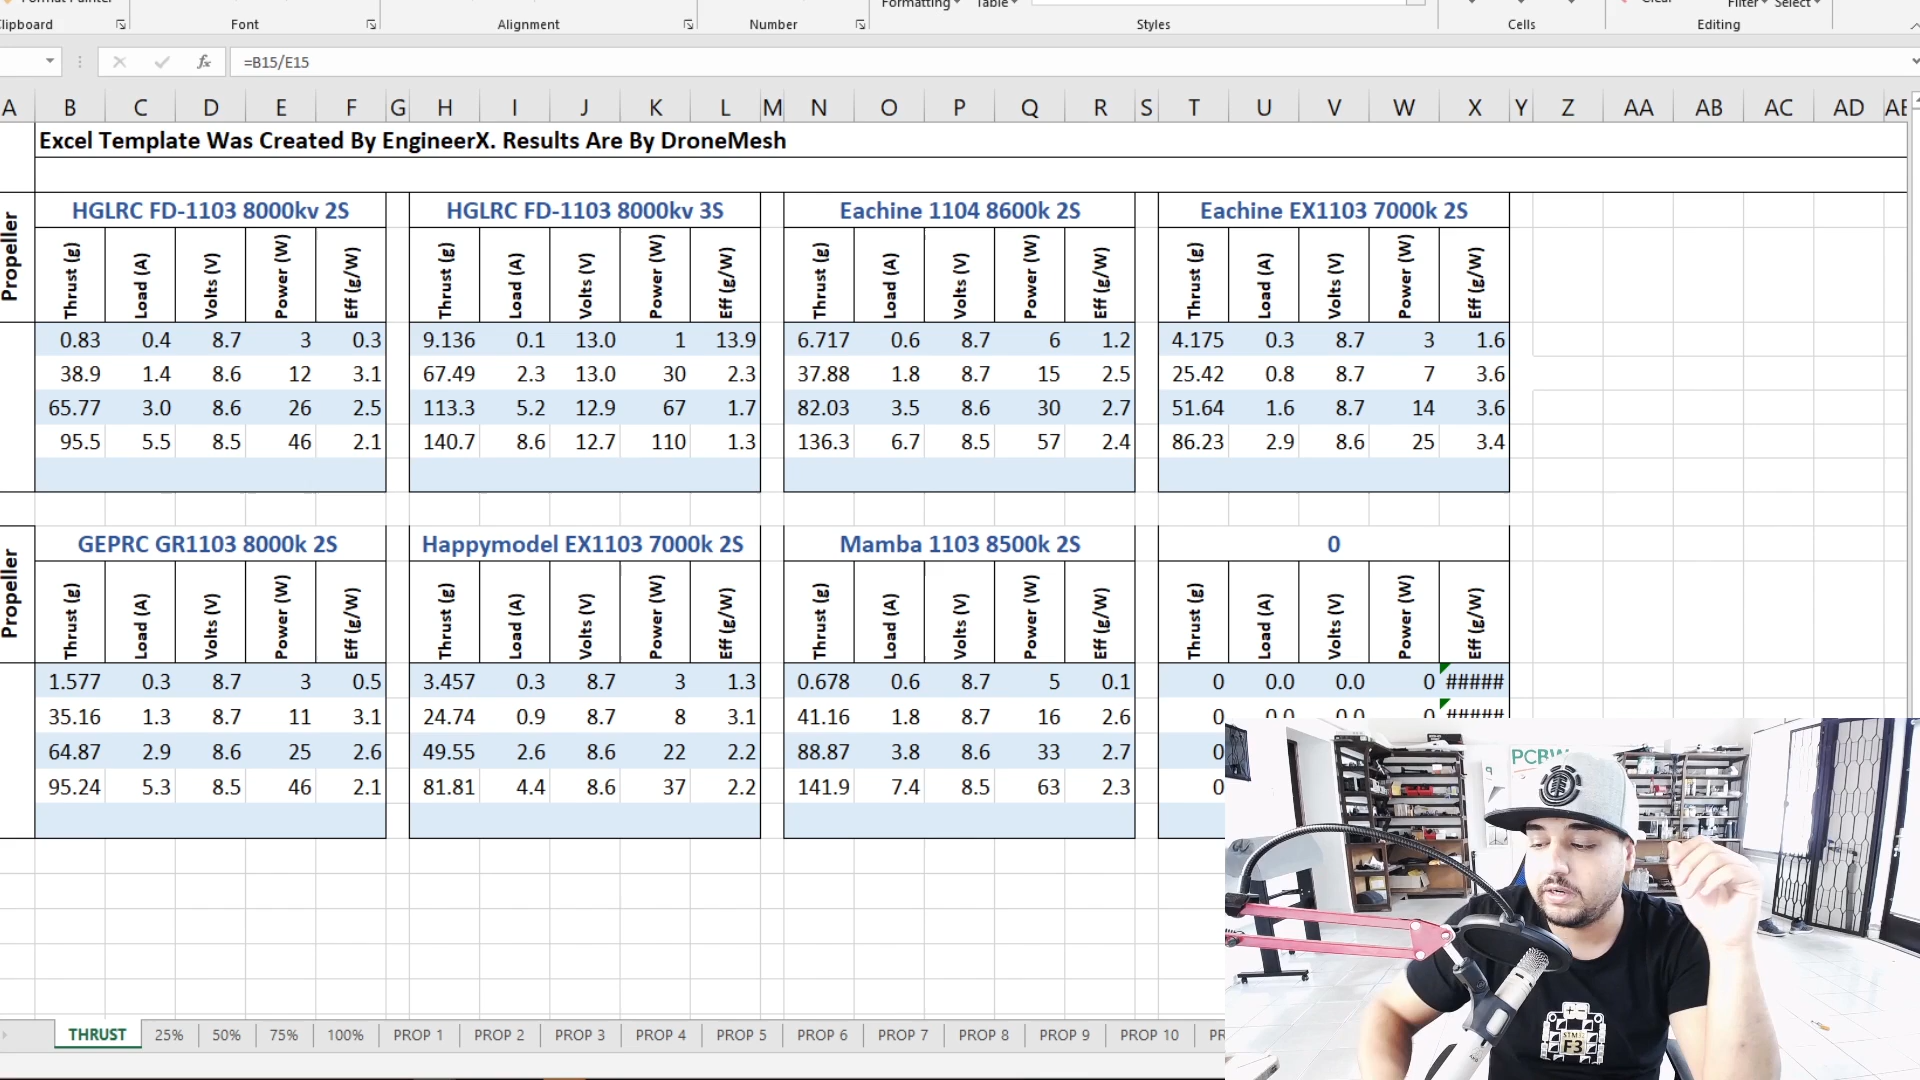 Formatting Table Clear Filter Select
Clipboard Font Alignment Number Styles Cells Editing
fx =B15/E15
A B C D E F G H I J K L M N O P Q R S T U V W X Y Z AA AB AC AD AE
Excel Template Was Created By EngineerX. Results Are By DroneMesh
Propeller HGLRC FD-1103 8000kv 2S HGLRC FD-1103 8000kv 3S Eachine 1104 8600k 2S Eachine EX1103 7000k 2S
Thrust (g) Load (A) Volts (V) Power (W) Eff (g/W) Thrust (g) Load (A) Volts (V) Power (W) Eff (g/W) Thrust (g) Load (A) Volts (V) Power (W) Eff (g/W) Thrust (g) Load (A) Volts (V) Power (W) Eff (g/W)
0.83 0.4 8.7 3 0.3 9.136 0.1 13.0 1 13.9 6.717 0.6 8.7 6 1.2 4.175 0.3 8.7 3 1.6
38.9 1.4 8.6 12 3.1 67.49 2.3 13.0 30 2.3 37.88 1.8 8.7 15 2.5 25.42 0.8 8.7 7 3.6
65.77 3.0 8.6 26 2.5 113.3 5.2 12.9 67 1.7 82.03 3.5 8.6 30 2.7 51.64 1.6 8.7 14 3.6
95.5 5.5 8.5 46 2.1 140.7 8.6 12.7 110 1.3 136.3 6.7 8.5 57 2.4 86.23 2.9 8.6 25 3.4
Propeller GEPRC GR1103 8000k 2S Happymodel EX1103 7000k 2S Mamba 1103 8500k 2S 0
Thrust (g) Load (A) Volts (V) Power (W) Eff (g/W) Thrust (g) Load (A) Volts (V) Power (W) Eff (g/W) Thrust (g) Load (A) Volts (V) Power (W) Eff (g/W) Thrust (g) Load (A) Volts (V) Power (W) Eff (g/W)
1.577 0.3 8.7 3 0.5 3.457 0.3 8.7 3 1.3 0.678 0.6 8.7 5 0.1 0 0.0 0.0 0 #####
35.16 1.3 8.7 11 3.1 24.74 0.9 8.7 8 3.1 41.16 1.8 8.7 16 2.6 0 0.0 0.0 0 #####
64.87 2.9 8.6 25 2.6 49.55 2.6 8.6 22 2.2 88.87 3.8 8.6 33 2.7 0
95.24 5.3 8.5 46 2.1 81.81 4.4 8.6 37 2.2 141.9 7.4 8.5 63 2.3 0
PCBW
F3
THRUST 25% 50% 75% 100% PROP 1 PROP 2 PROP 3 PROP 4 PROP 5 PROP 6 PROP 7 PROP 8 PROP 9 PROP 10 PR